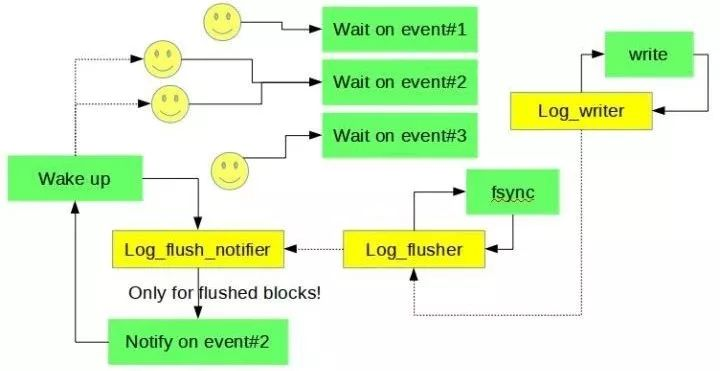 Wait on event#1
write
Wait on event#2
Log_writer
Wait on event#3
Wake up
fsync
Log_flush_notifier
Log_flusher
Only for flushed blocks!
Notify on event#2